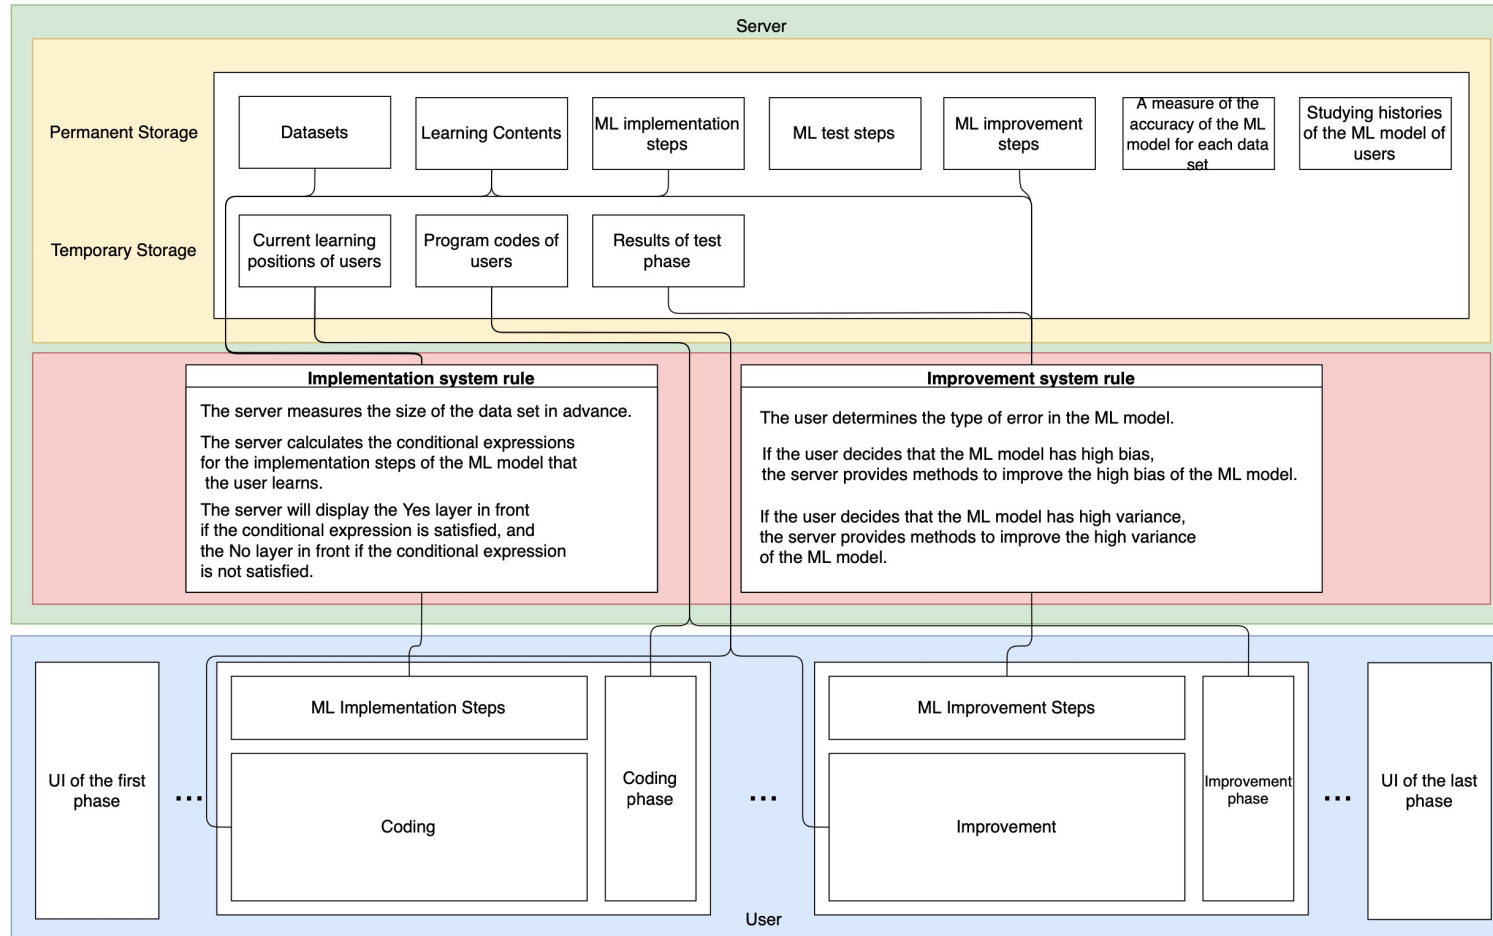 Server
Permanent Storage
Datasets
Learning Contents
ML implementation
steps
ML test steps
ML improvement
steps
A measure of the
accuracy of the ML
model for each data
set
Studying histories
of the ML model of
users
Temporary Storage
Current learning
positions of users
Program codes of
users
Results of test
phase
Implementation system rule
The server measures the size of the data set in advance.
The server calculates the conditional expressions
for the implementation steps of the ML model that
the user learns.
The server will display the Yes layer in front
if the conditional expression is satisfied, and
the No layer in front if the conditional expression
is not satisfied.
Improvement system rule
The user determines the type of error in the ML model.
If the user decides that the ML model has high bias,
the server provides methods to improve the high bias of the ML model.
If the user decides that the ML model has high variance,
the server provides methods to improve the high variance
of the ML model.
UI of the first
phase
...
ML Implementation Steps
Coding
Coding
phase
...
ML Improvement Steps
Improvement
Improvement
phase
...
UI of the last
phase
User